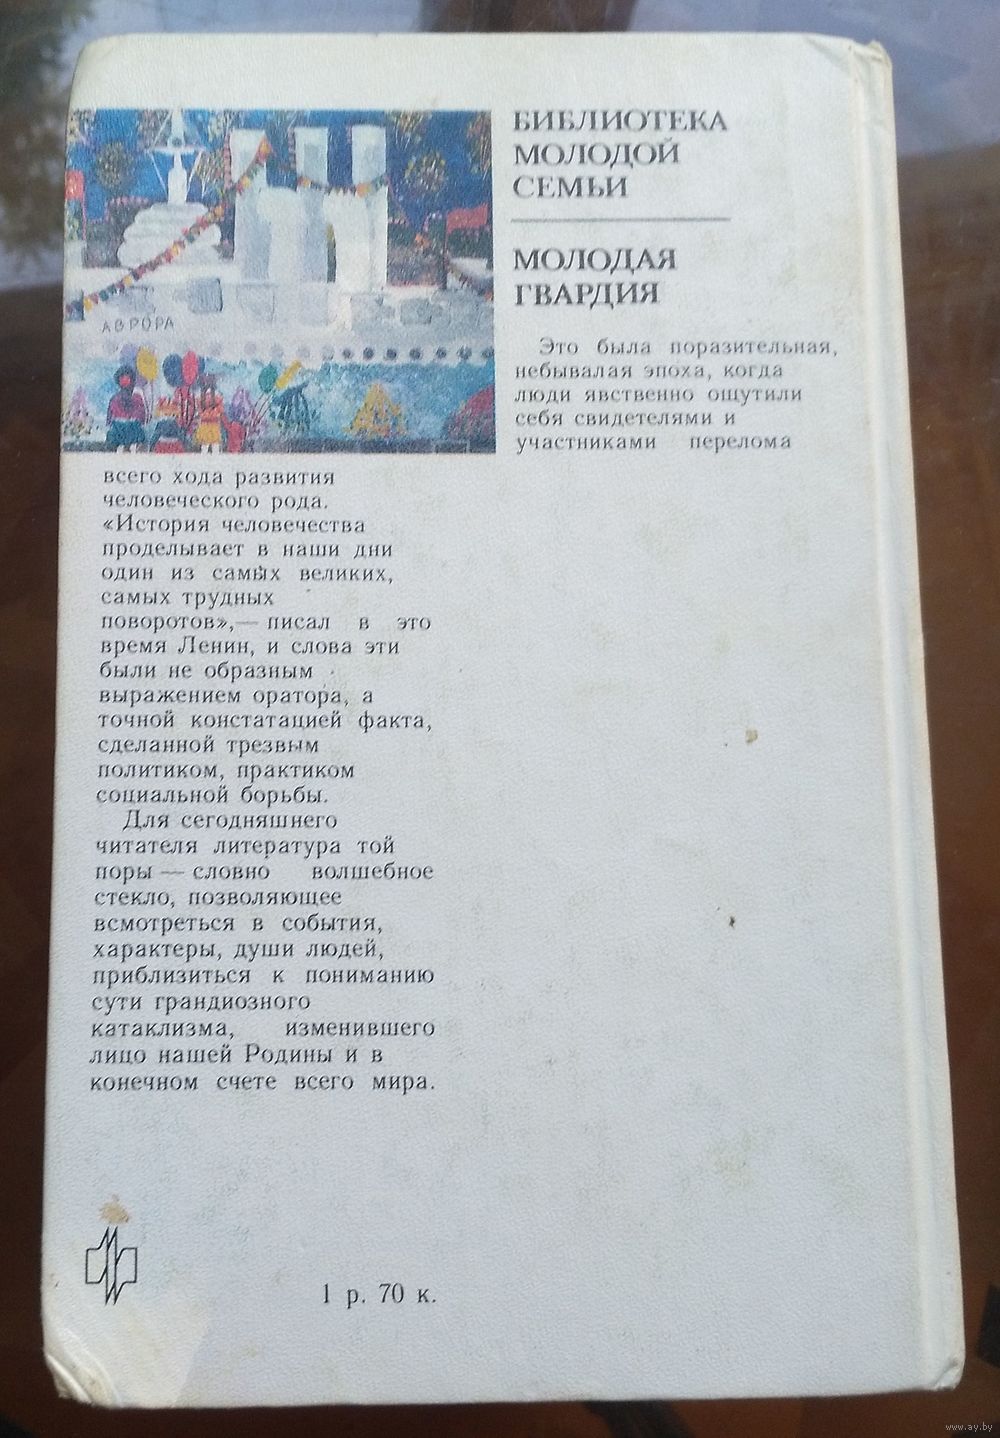 БИБЛИОТЕКА
МОЛОДОЙ
СЕМЬИ
МОЛОДАЯ
ГВАРДИЯ
АВРОРА
Это была поразительная,
небывалая эпоха, когда
люди явственно ощутили
себя свидетелями и
участниками перелома
всего хода развития
человеческого рода.
«История человечества
проделывает в наши дни
один из самых великих,
самых трудных
поворотов»,— писал в это
время Ленин, и слова эти
были не образным
выражением оратора, а
точной констатацией факта,
сделанной трезвым
политиком, практиком
социальной борьбы.
Для сегодняшнего
читателя литература той
поры — словно волшебное
стекло, позволяющее
всмотреться в события,
характеры, души людей,
приблизиться к пониманию
сути грандиозного
катаклизма, изменившего
лицо нашей Родины и в
конечном счете всего мира.
1 р. 70 к.
www.ay.by